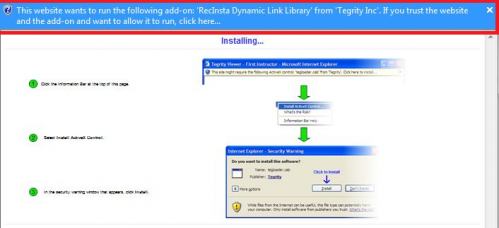 This website wants to run the following add-on: 'RecInsta Dynamic Link Library' from 'Tegrity Inc'. If you trust the website
and the add-on and want to allow it to run, click here...
Installing...
Tegrity Viewer - First Instructor - Microsoft Internet Explorer
This site might require the following ActiveX control: 'tegloader.cab' from 'Tegrity'. Click here to install...
1 Click the Information Bar at the top of this page.
Install ActiveX Control...
What's the Risk?
Information Bar Help
2 Select Install ActiveX Control.
Internet Explorer - Security Warning
Do you want to install this software?
Name: tegloader.cab
Click to Install
Publisher: Tegrity
More options
Install
Don't Install
3 In the security warning window that appears, click Install.
While files from the Internet can be useful, this file type can potentially harm
your computer. Only install software from publishers you trust. What's the risk?